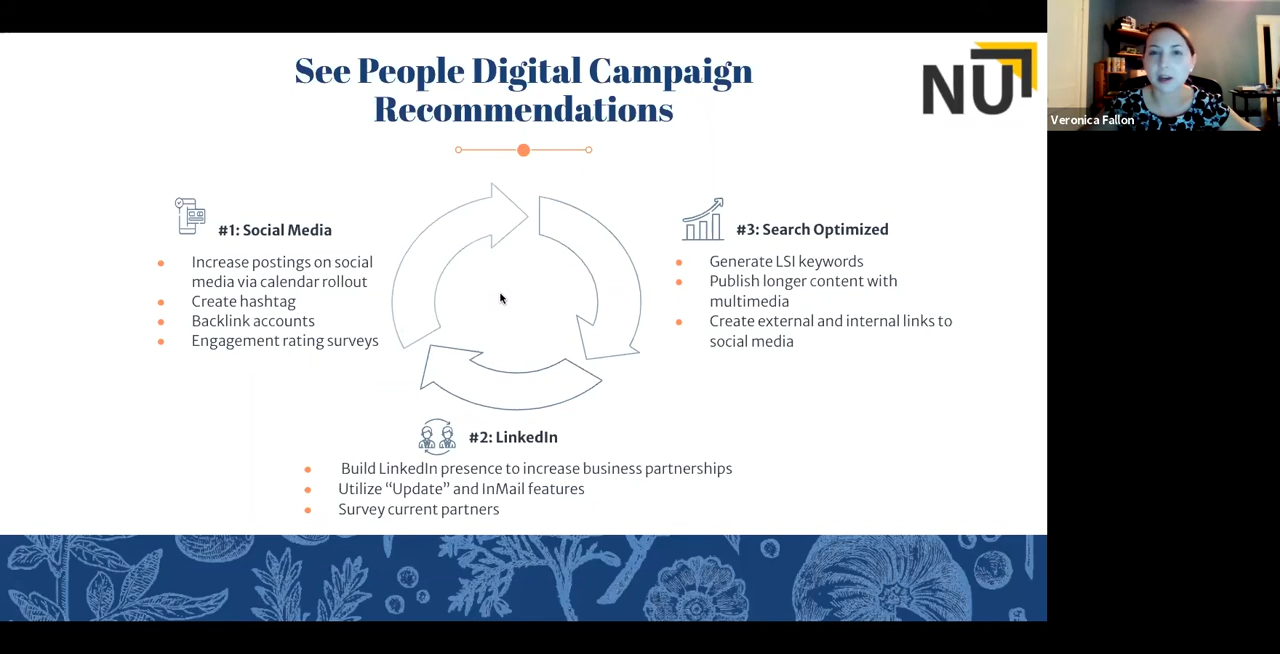 See People Digital Campaign
Recommendations
NU
Veronica Fallon
#1: Social Media
Increase postings on social
media via calendar rollout
Create hashtag
Backlink accounts
Engagement rating surveys
#3: Search Optimized
Generate LSI keywords
Publish longer content with
multimedia
Create external and internal links to
social media
#2: LinkedIn
Build LinkedIn presence to increase business partnerships
Utilize “Update” and InMail features
Survey current partners